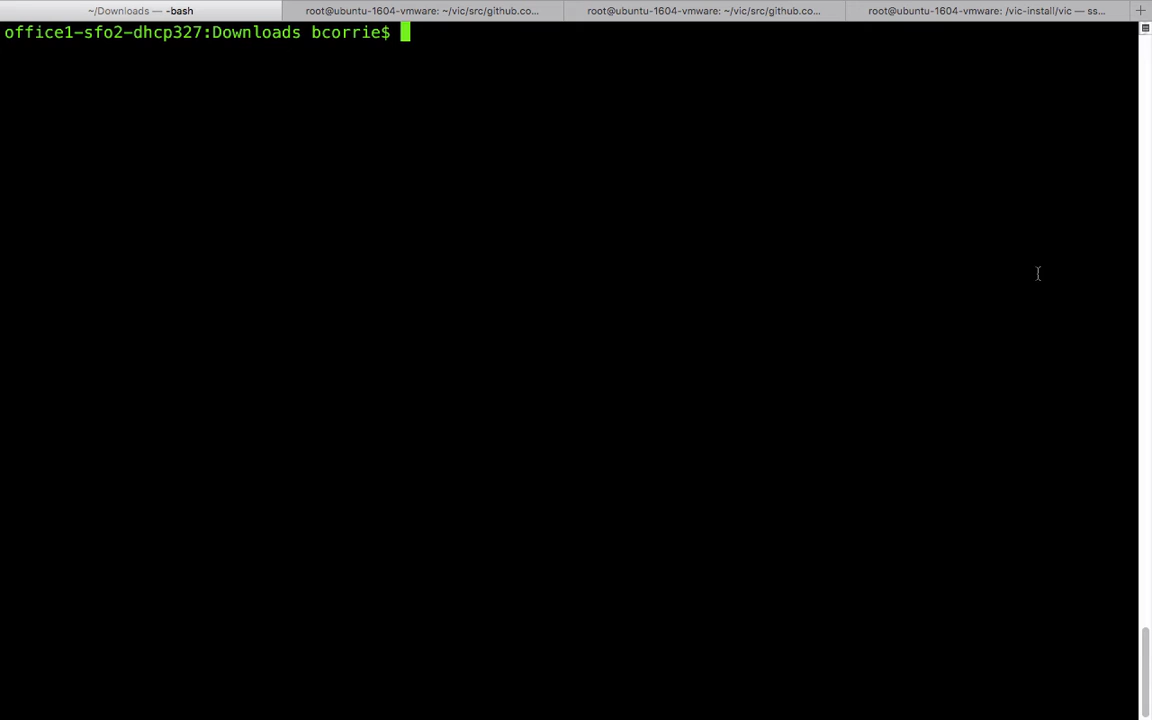 ~/Downloads — -bash
root@ubuntu-1604-vmware: ~/vic/src/github.co...
root@ubuntu-1604-vmware: ~/vic/src/github.co...
root@ubuntu-1604-vmware: /vic-install/vic — ss...
office1-sfo2-dhcp327:Downloads bcorrie$